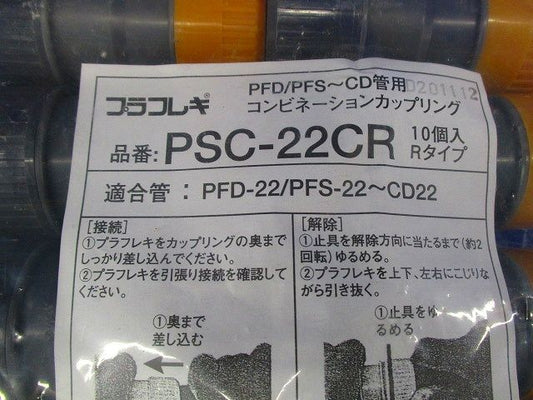 プラフレキ
PFD/PFS〜CD管用
D201112
コンビネーションカップリング
品番: PSC-22CR
10個入
Rタイプ
適合管: PFD-22/PFS-22〜CD22
[接続]
①プラフレキをカップリングの奥まで
しっかり差し込んでください。
②プラフレキを引張り接続を確認して
ください。
①奥まで
差し込む
[解除]
①止具を解除方向に当たるまで(約2
回転)ゆるめる。
②プラフレキを上下、左右にこじりな
がら引き抜く。
①止具をゆ
るめる